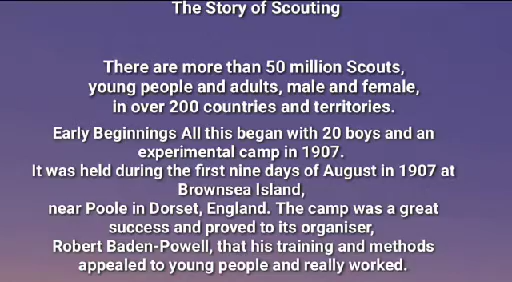 The Story of Scouting
There are more than 50 million Scouts,
young people and adults, male and female,
in over 200 countries and territories.
Early Beginnings All this began with 20 boys and an
experimental camp in 1907.
It was held during the first nine days of August in 1907 at
Brownsea Island,
near Poole in Dorset, England. The camp was a great
success and proved to its organiser,
Robert Baden-Powell, that his training and methods
appealed to young people and really worked.